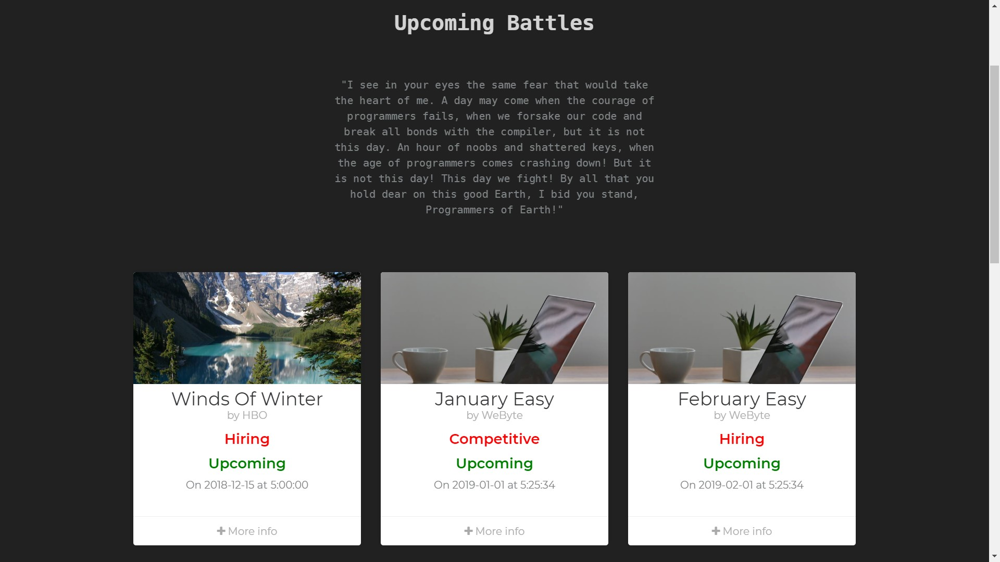 Upcoming Battles
"I see in your eyes the same fear that would take
the heart of me. A day may come when the courage of
programmers fails, when we forsake our code and
break all bonds with the compiler, but it is not
this day. An hour of noobs and shattered keys, when
the age of programmers comes crashing down! But it
is not this day! This day we fight! By all that you
hold dear on this good Earth, I bid you stand,
Programmers of Earth!"
Winds Of Winter
by HBO
Hiring
Upcoming
On 2018-12-15 at 5:00:00
More info
January Easy
by WeByte
Competitive
Upcoming
On 2019-01-01 at 5:25:34
More info
February Easy
by WeByte
Hiring
Upcoming
On 2019-02-01 at 5:25:34
More info